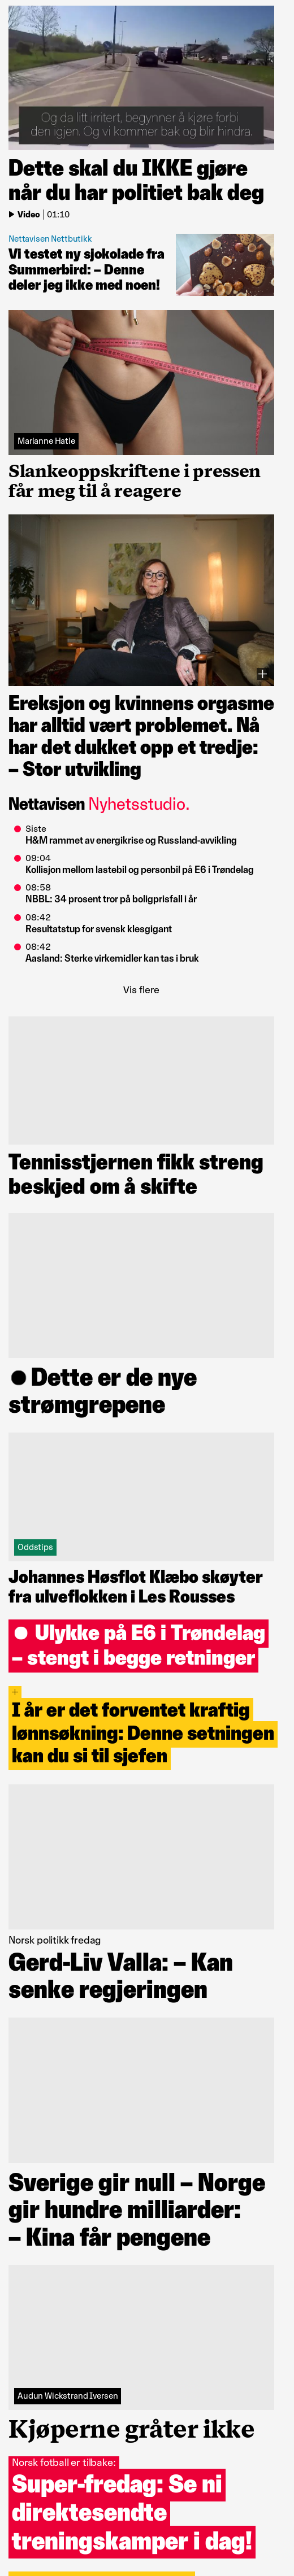 Og da litt irritert, begynner å kjøre forbi
den igjen. Og vi kommer bak og blir hindra.
Dette skal du IKKE gjøre
når du har politiet bak deg
Video | 01:10
Nettavisen Nettbutikk
Vi testet ny sjokolade fra
Summerbird: – Denne
deler jeg ikke med noen!
Marianne Hatle
Slankeoppskriftene i pressen
får meg til å reagere
Ereksjon og kvinnens orgasme
har alltid vært problemet. Nå
har det dukket opp et tredje:
– Stor utvikling
Nettavisen Nyhetsstudio.
Siste
H&M rammet av energikrise og Russland-avvikling
09:04
Kollisjon mellom lastebil og personbil på E6 i Trøndelag
08:58
NBBL: 34 prosent tror på boligprisfall i år
08:42
Resultatstup for svensk klesgigant
08:42
Aasland: Sterke virkemidler kan tas i bruk
Vis flere
Tennisstjernen fikk streng
beskjed om å skifte
Dette er de nye
strømgrepene
Oddstips
Johannes Høsflot Klæbo skøyter
fra ulveflokken i Les Rousses
Ulykke på E6 i Trøndelag
– stengt i begge retninger
+
I år er det forventet kraftig
lønnsøkning: Denne setningen
kan du si til sjefen
Norsk politikk fredag
Gerd-Liv Valla: – Kan
senke regjeringen
Sverige gir null – Norge
gir hundre milliarder:
– Kina får pengene
Audun Wickstrand Iversen
Kjøperne gråter ikke
Norsk fotball er tilbake:
Super-fredag: Se ni
direktesendte
treningskamper i dag!